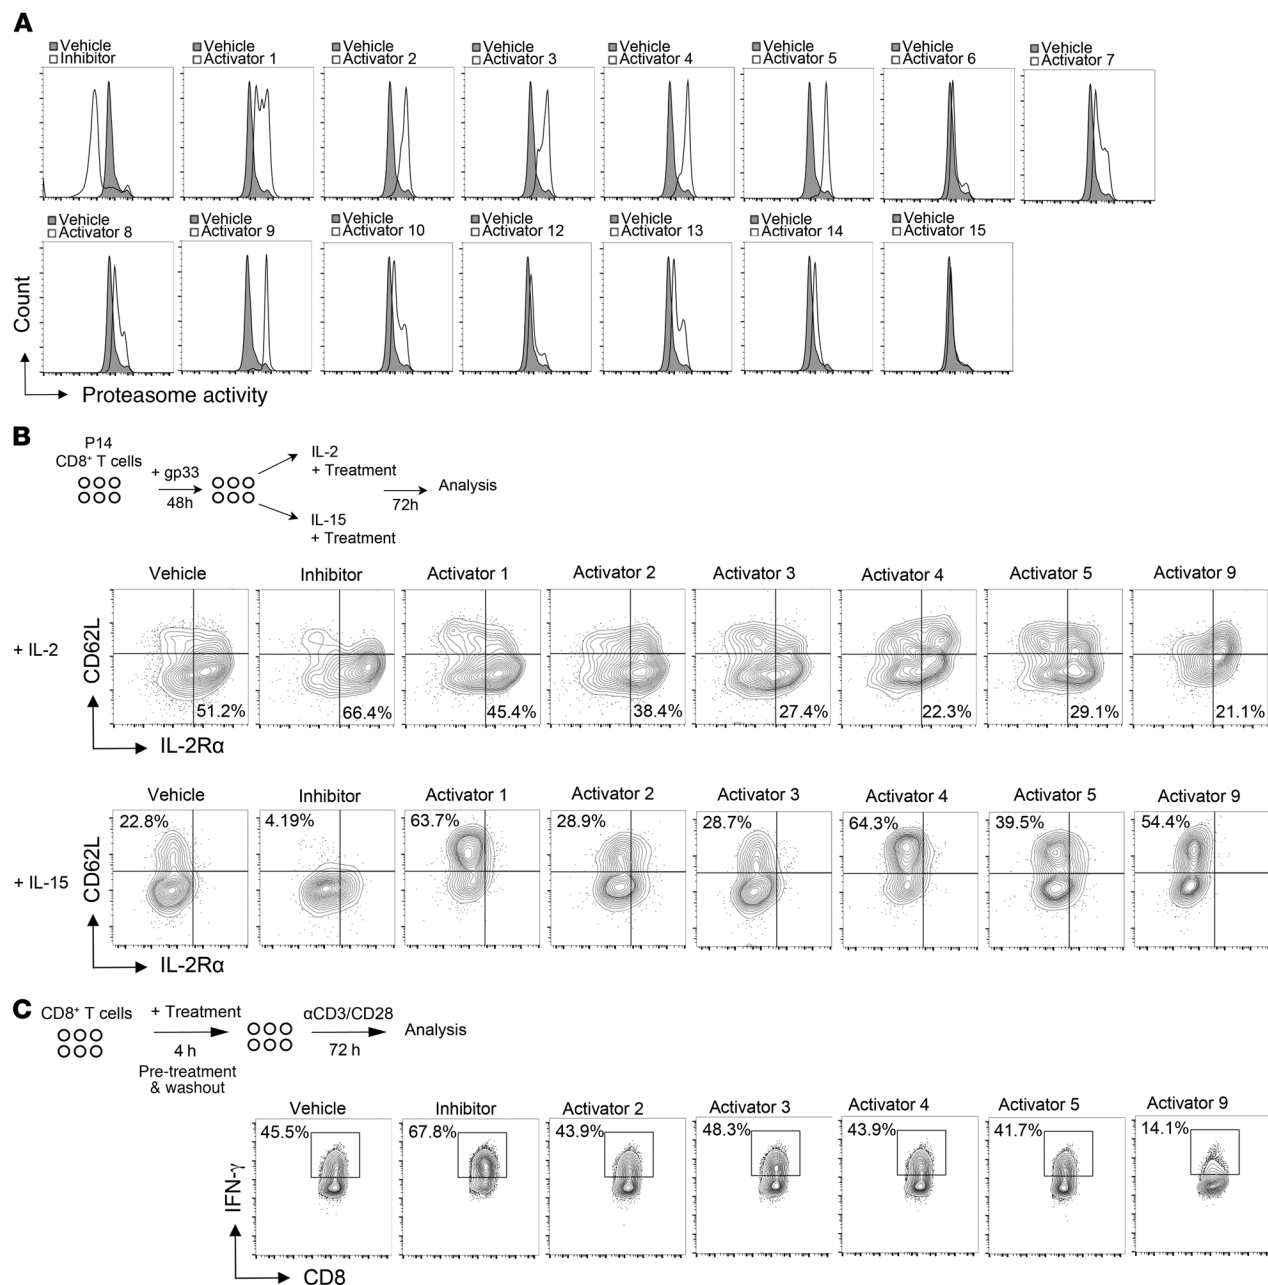 A
Vehicle
Inhibitor
Vehicle
Activator 1
Vehicle
Activator 2
Vehicle
Activator 3
Vehicle
Activator 4
Vehicle
Activator 5
Vehicle
Activator 6
Vehicle
Activator 7
Vehicle
Activator 8
Vehicle
Activator 9
Vehicle
Activator 10
Vehicle
Activator 12
Vehicle
Activator 13
Vehicle
Activator 14
Vehicle
Activator 15
Count
Proteasome activity
B
P14
CD8⁺ T cells
+ gp33
48h
IL-2
+ Treatment
IL-15
+ Treatment
72h
Analysis
Vehicle Inhibitor Activator 1 Activator 2 Activator 3 Activator 4 Activator 5 Activator 9
+ IL-2
CD62L
51.2% 66.4% 45.4% 38.4% 27.4% 22.3% 29.1% 21.1%
IL-2Rα
Vehicle Inhibitor Activator 1 Activator 2 Activator 3 Activator 4 Activator 5 Activator 9
22.8% 4.19% 63.7% 28.9% 28.7% 64.3% 39.5% 54.4%
+ IL-15
CD62L
IL-2Rα
C
CD8⁺ T cells
+ Treatment
4 h
Pre-treatment
& washout
αCD3/CD28
72 h
Analysis
Vehicle Inhibitor Activator 2 Activator 3 Activator 4 Activator 5 Activator 9
45.5% 67.8% 43.9% 48.3% 43.9% 41.7% 14.1%
IFN-γ
CD8